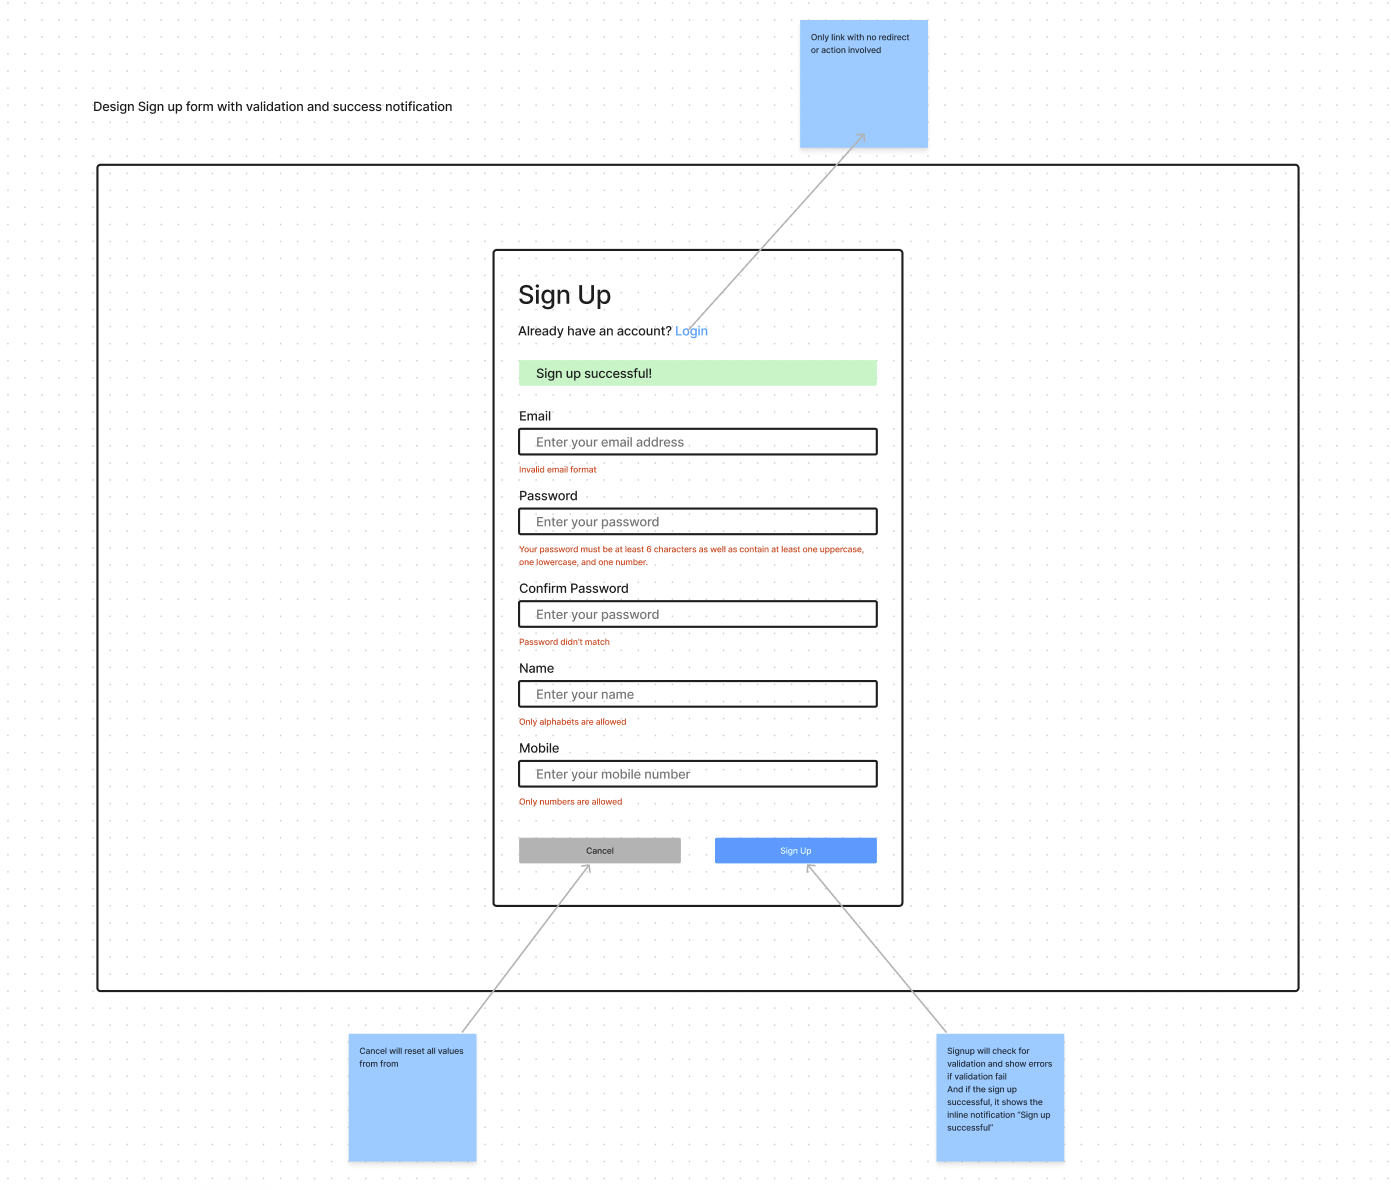 Only link with no redirect
or action involved
Design Sign up form with validation and success notification
Sign Up
Already have an account? Login
Sign up successful!
Email
Enter your email address
Invalid email format
Password
Enter your password
Your password must be at least 6 characters as well as contain at least one uppercase,
one lowercase, and one number.
Confirm Password
Enter your password
Password didn't match
Name
Enter your name
Only alphabets are allowed
Mobile
Enter your mobile number
Only numbers are allowed
Cancel
Sign Up
Cancel will reset all values
from from
Signup will check for
validation and show errors
if validation fail
And if the sign up
successful, it shows the
inline notification "Sign up
successful"